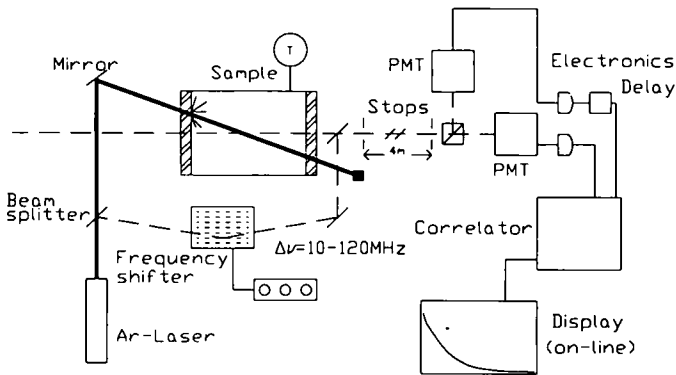 Mirror
Sample
T
PMT
Electronics
Delay
Stops
4m
PMT
Beam
splitter
Δν=10-120MHz
Frequency
shifter
Correlator
Ar-Laser
Display
(on-line)